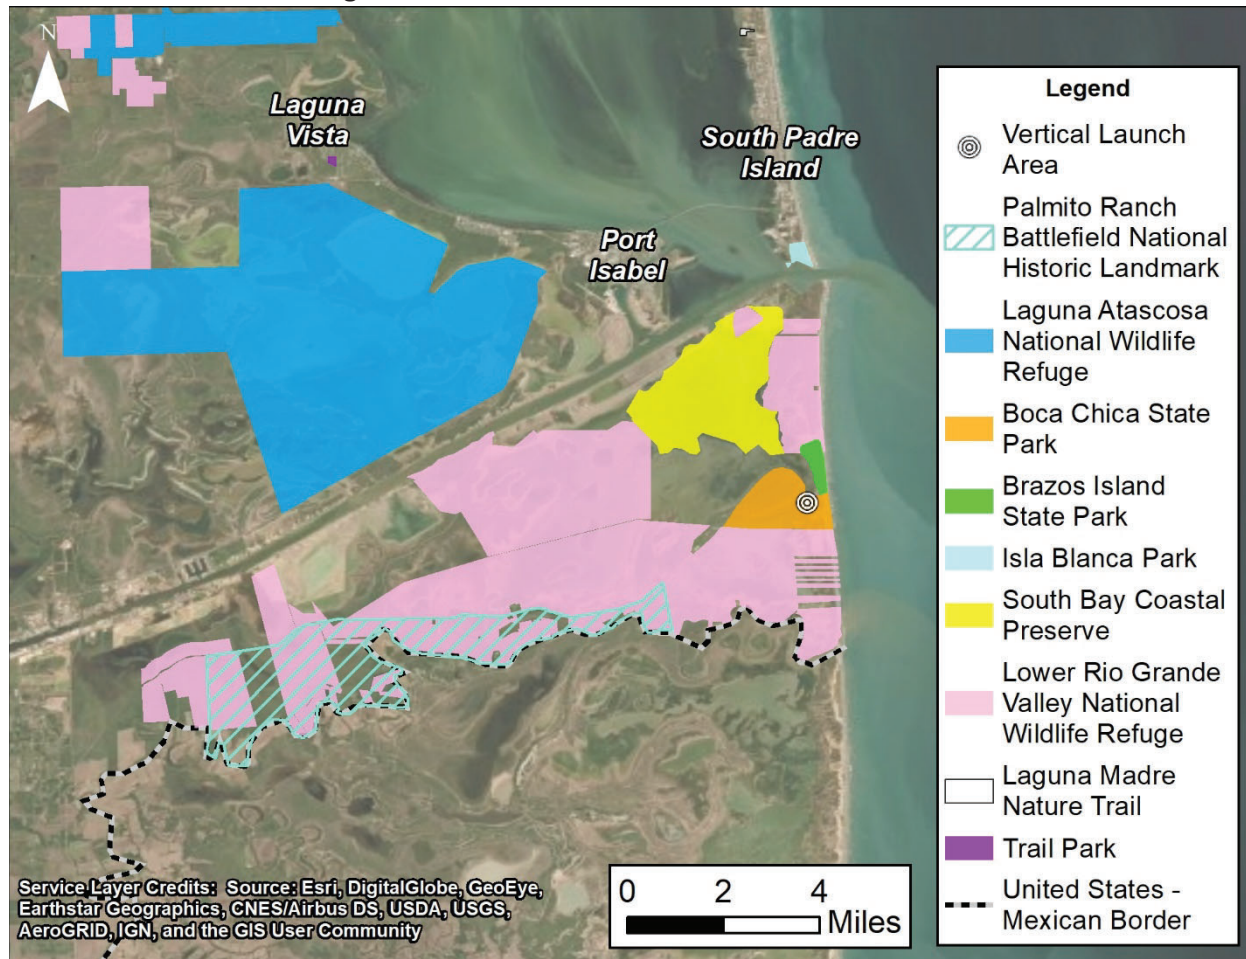 N
Laguna
Vista
South Padre
Island
Port
Isabel
Legend
Vertical Launch
Area
Palmito Ranch
Battlefield National
Historic Landmark
Laguna Atascosa
National Wildlife
Refuge
Boca Chica State
Park
Brazos Island
State Park
Isla Blanca Park
South Bay Coastal
Preserve
Lower Rio Grande
Valley National
Wildlife Refuge
Laguna Madre
Nature Trail
Trail Park
United States -
Mexican Border
0 2 4
Miles
Service Layer Credits: Source: Esri, DigitalGlobe, GeoEye,
Earthstar Geographics, CNES/Airbus DS, USDA, USGS,
AeroGRID, IGN, and the GIS User Community